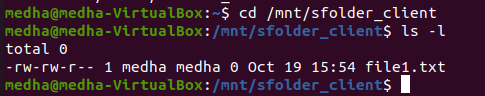 medha@medha-VirtualBox:~$ cd /mnt/sfolder_client
medha@medha-VirtualBox:/mnt/sfolder_client$ ls -l
total 0
-rw-rw-r-- 1 medha medha 0 Oct 19 15:54 file1.txt
medha@medha-VirtualBox:/mnt/sfolder_client$